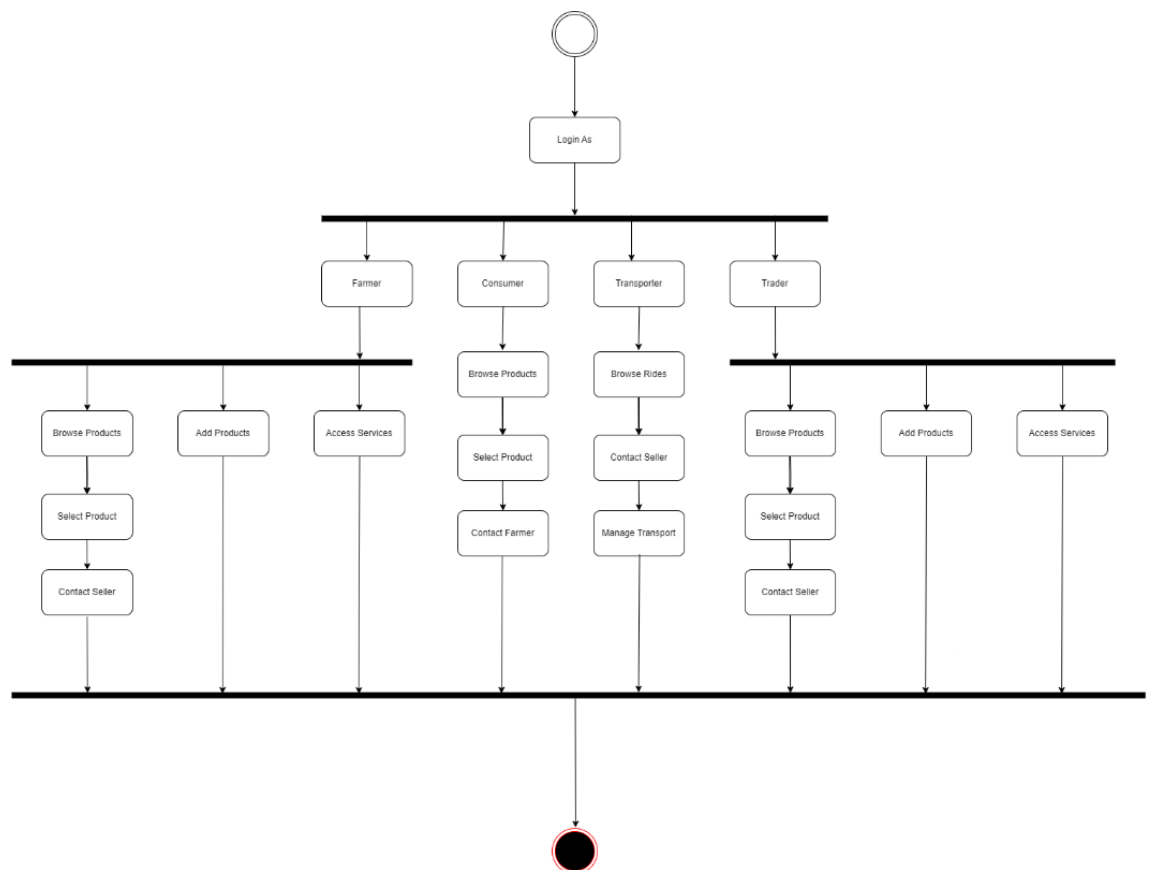 Login As
Farmer
Consumer
Transporter
Trader
Browse Products
Browse Rides
Browse Products
Add Products
Access Services
Browse Products
Add Products
Access Services
Select Product
Contact Seller
Select Product
Select Product
Contact Farmer
Manage Transport
Contact Seller
Contact Seller